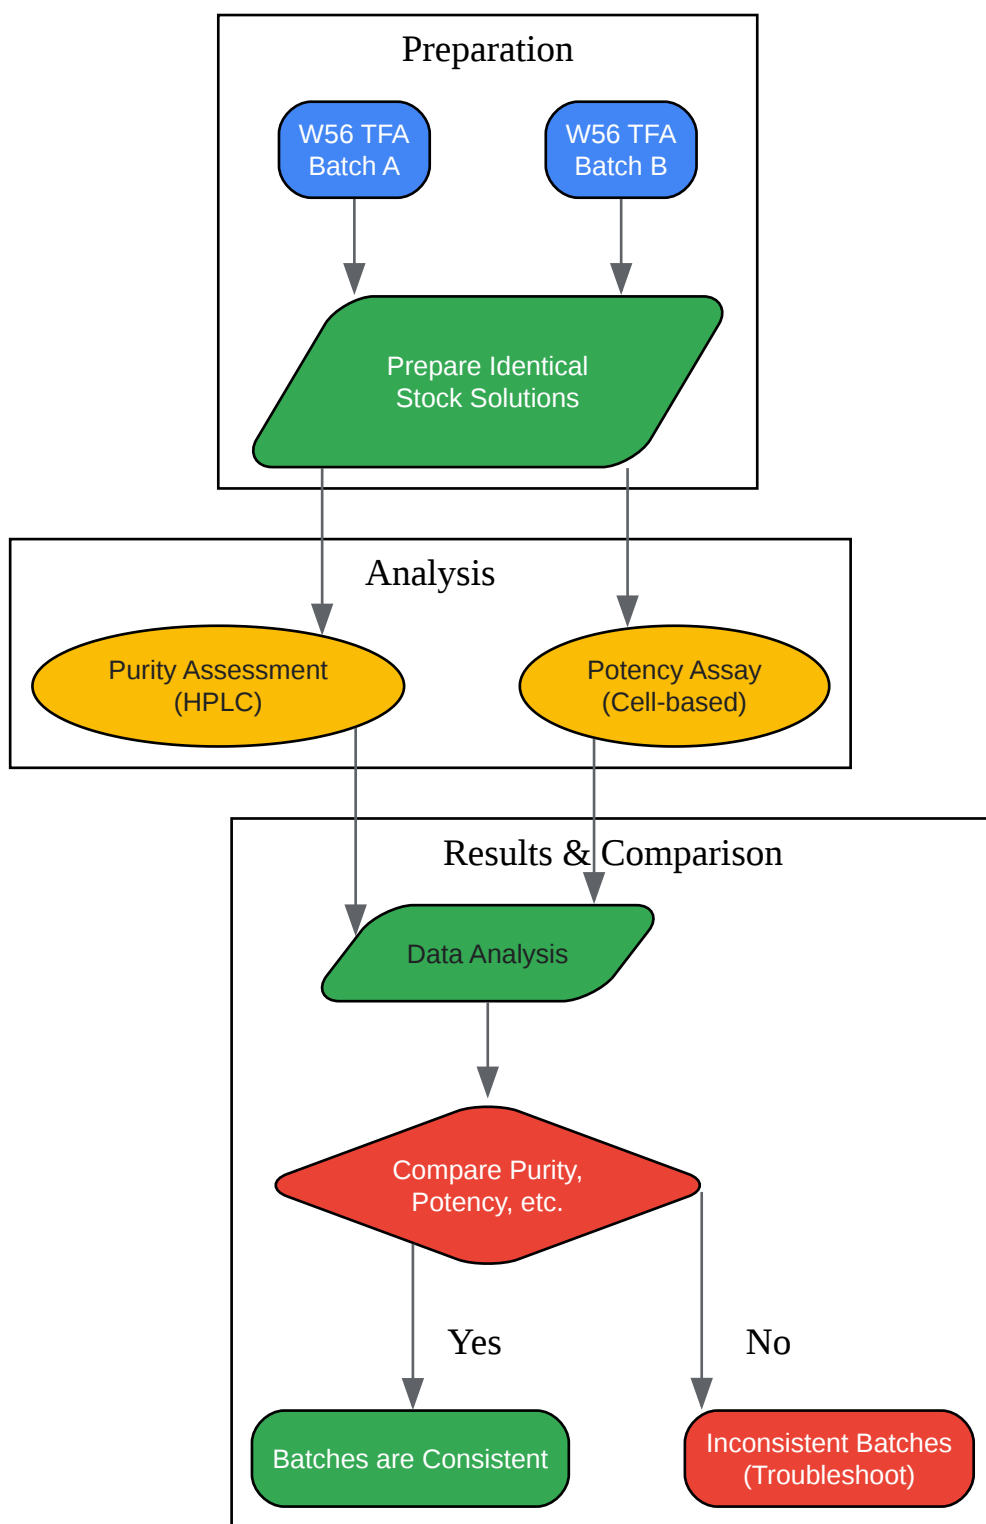 Preparation
W56 TFA
Batch A
W56 TFA
Batch B
Prepare Identical
Stock Solutions
Analysis
Purity Assessment
(HPLC)
Potency Assay
(Cell-based)
Results & Comparison
Data Analysis
Compare Purity,
Potency, etc.
Yes
No
Batches are Consistent
Inconsistent Batches
(Troubleshoot)